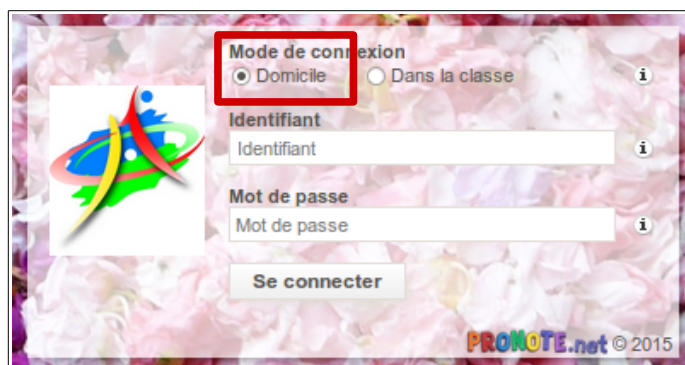 Mode de connexion
Domicile Dans la classe i
Identifiant
Identifiant i
Mot de passe
Mot de passe i
Se connecter
PRONOTE.net © 2015